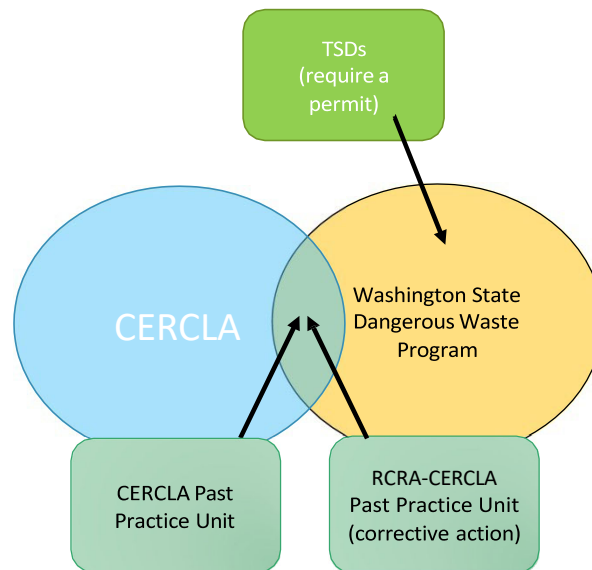 TSDs
(require a
permit)
CERCLA
Washington State
Dangerous Waste
Program
CERCLA Past
Practice Unit
RCRA-CERCLA
Past Practice Unit
(corrective action)